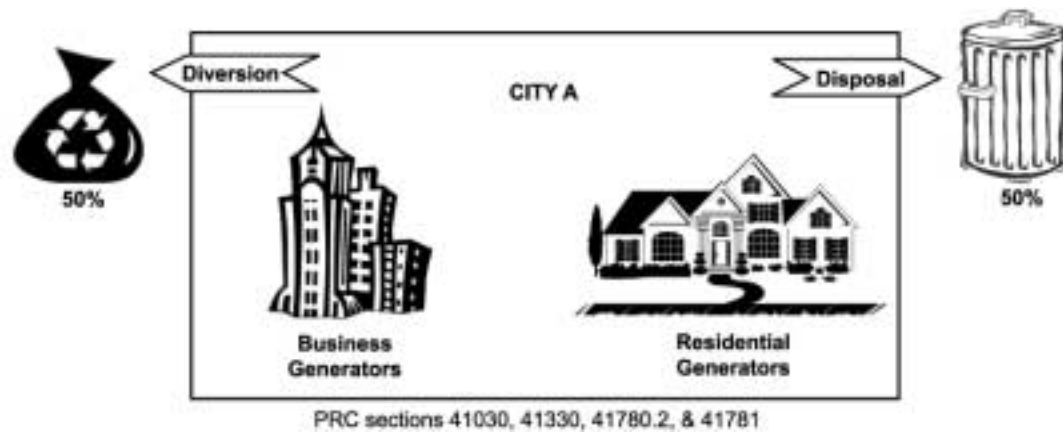 Diversion
CITY A
Disposal
50%
50%
Business
Generators
Residential
Generators
PRC sections 41030, 41330, 41780.2, & 41781